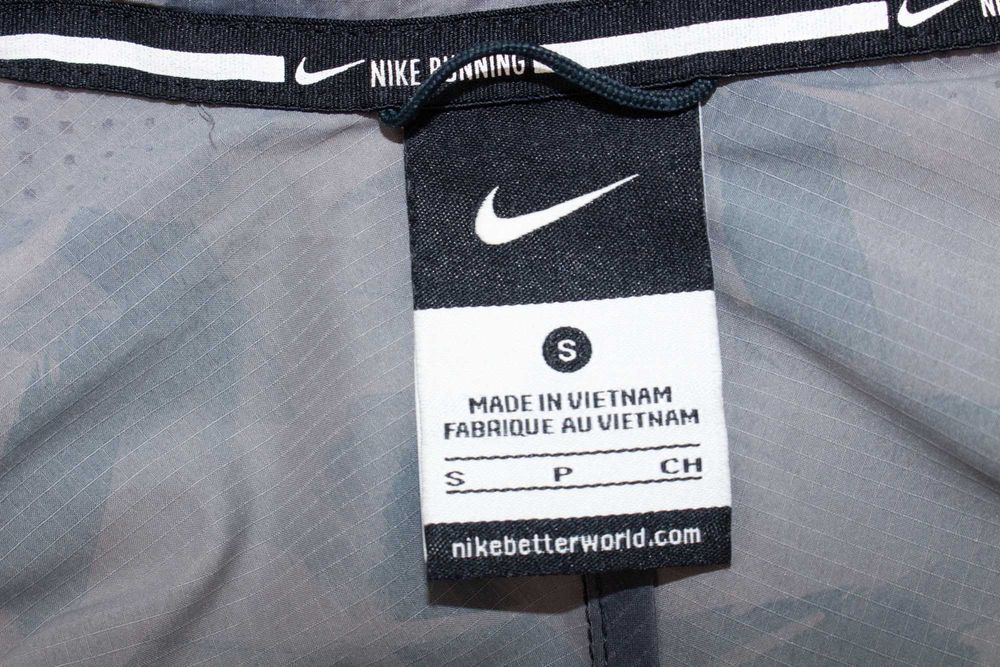 NIKE RUNNING
S
MADE IN VIETNAM
FABRIQUE AU VIETNAM
S P CH
nikebetterworld.com